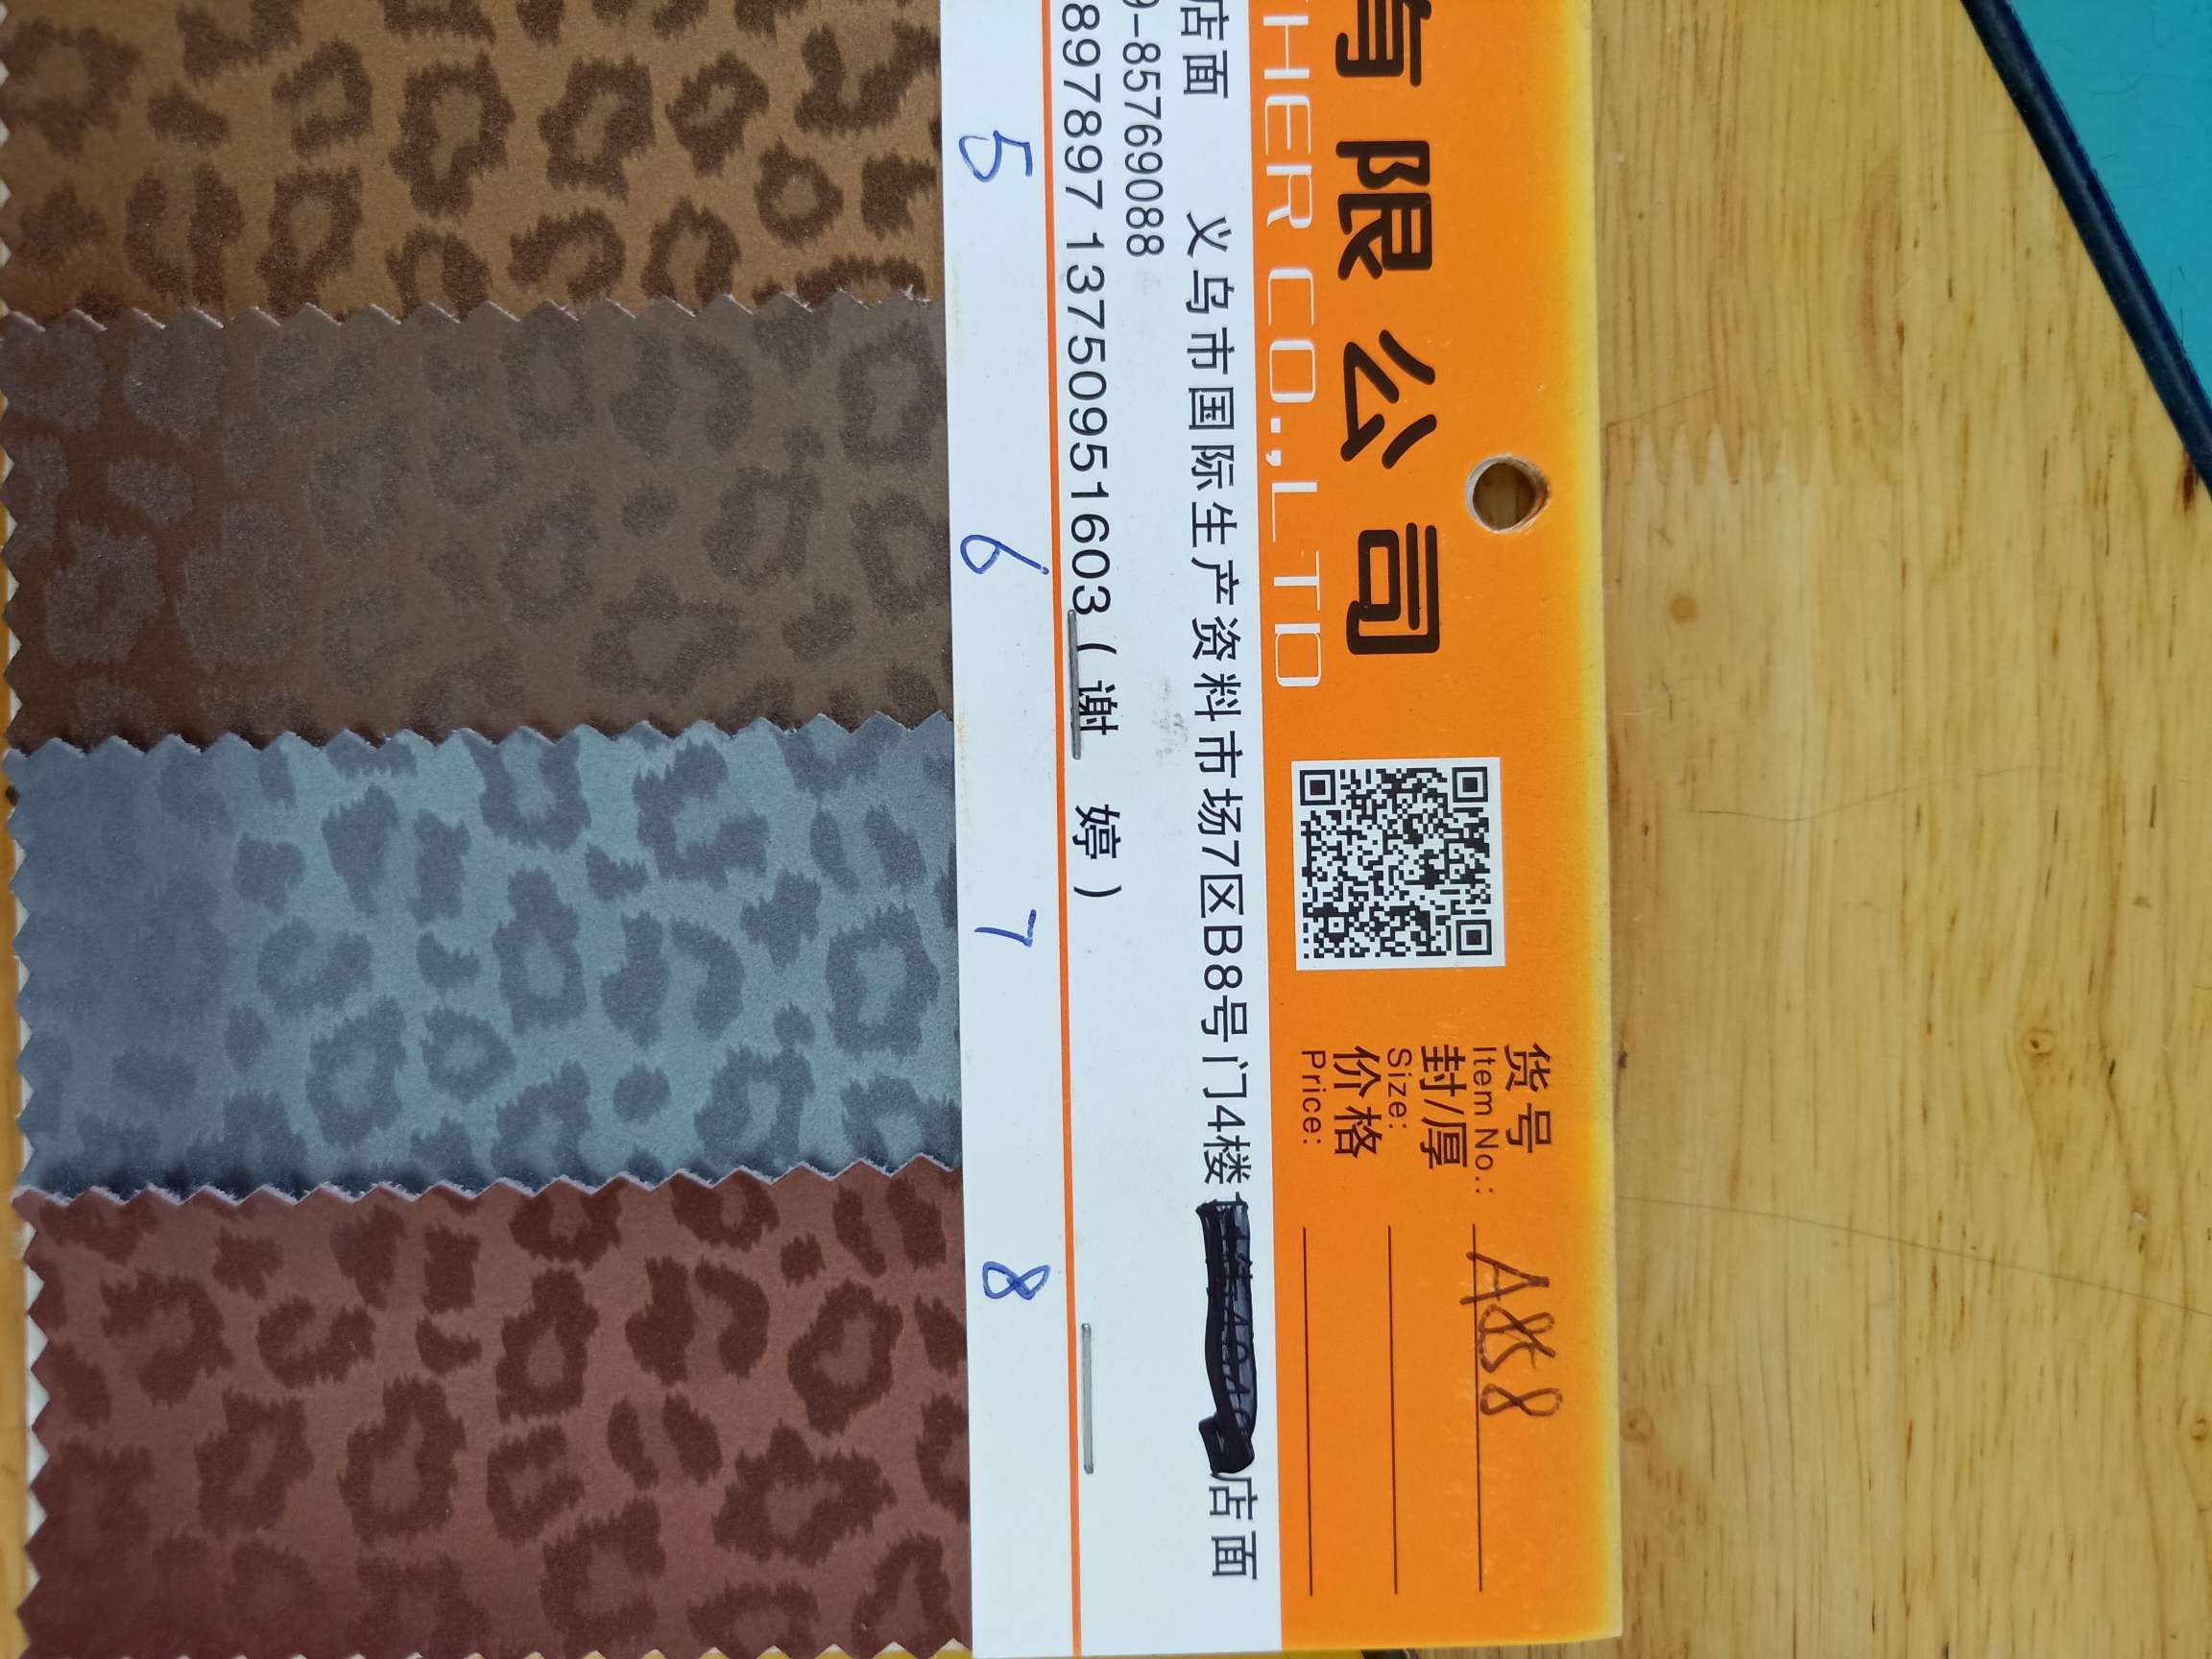 有限公司
THER CO.,LTD
货号
Item No.: A868
封/厚
Size:
价格
Price:
店面 义乌市国际生产资料市场7区B8号门4楼 店面
9-85769088
897897 13750951603(谢 婷)
5 6 7 8